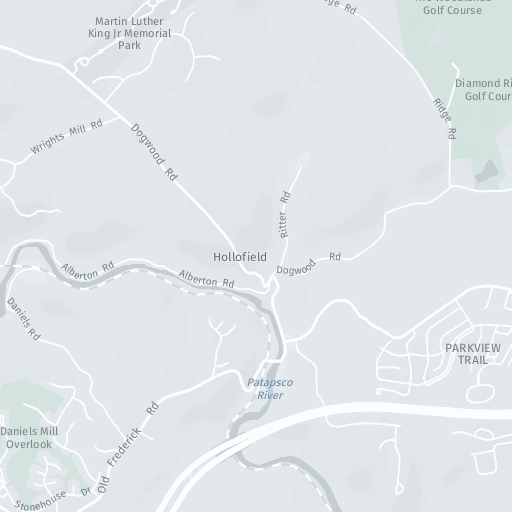 Golf Course
Martin Luther
King Jr Memorial
Park
Ridge Rd
Diamond Ri
Golf Cour
Ridge Rd
Wrights Mill Rd
Dogwood Rd
Ritter Rd
Hollofield
Dogwood Rd
Alberton Rd
Alberton Rd
Daniels Rd
PARKVIEW
TRAIL
Patapsco
River
Old Frederick Rd
Daniels Mill
Overlook
Stonehouse Dr